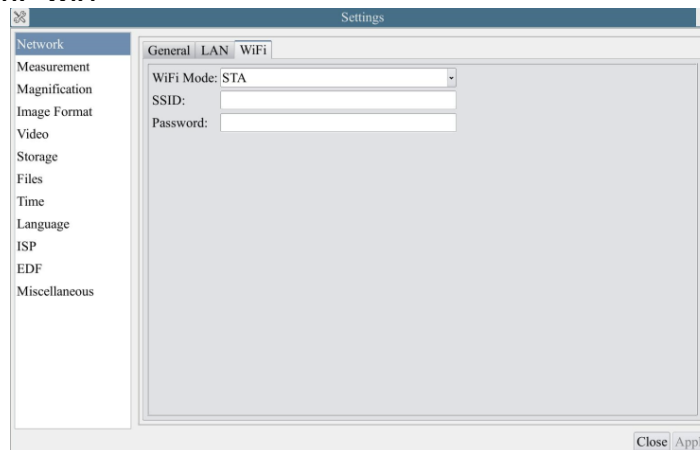 Settings
Network
Measurement
Magnification
Image Format
Video
Storage
Files
Time
Language
ISP
EDF
Miscellaneous
General LAN WiFi
WiFi Mode: STA
SSID:
Password:
Close Appl